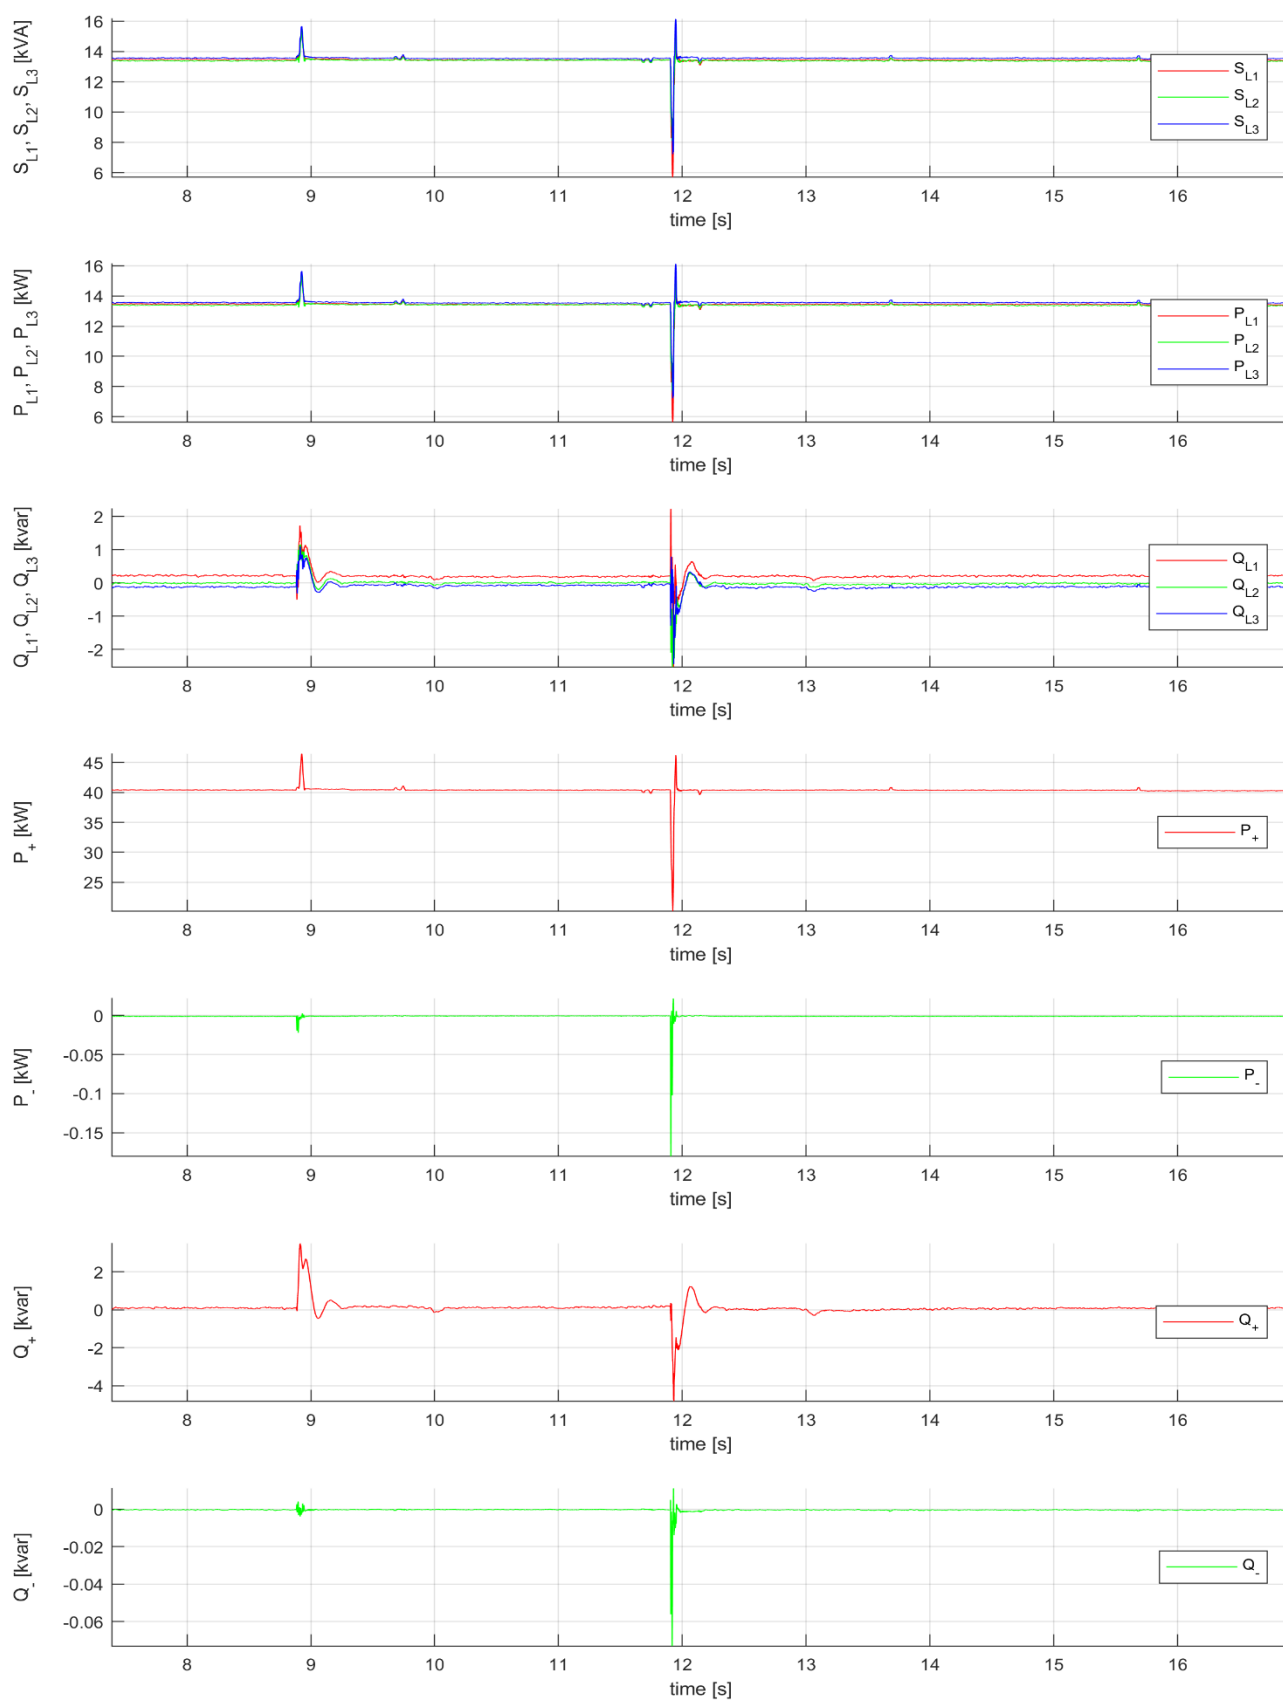 S_L1, S_L2, S_L3 [kVA]
16
14
12
10
8
6
S_L1
S_L2
S_L3
8 9 10 11 12 13 14 15 16
time [s]
P_L1, P_L2, P_L3 [kW]
16
14
12
10
8
6
P_L1
P_L2
P_L3
8 9 10 11 12 13 14 15 16
time [s]
Q_L1, Q_L2, Q_L3 [kvar]
2
1
0
-1
-2
Q_L1
Q_L2
Q_L3
8 9 10 11 12 13 14 15 16
time [s]
P_+ [kW]
45
40
35
30
25
P_+
8 9 10 11 12 13 14 15 16
time [s]
P_- [kW]
0
-0.05
-0.1
-0.15
P_-
8 9 10 11 12 13 14 15 16
time [s]
Q_+ [kvar]
2
0
-2
-4
Q_+
8 9 10 11 12 13 14 15 16
time [s]
Q_- [kvar]
0
-0.02
-0.04
-0.06
Q_-
8 9 10 11 12 13 14 15 16
time [s]